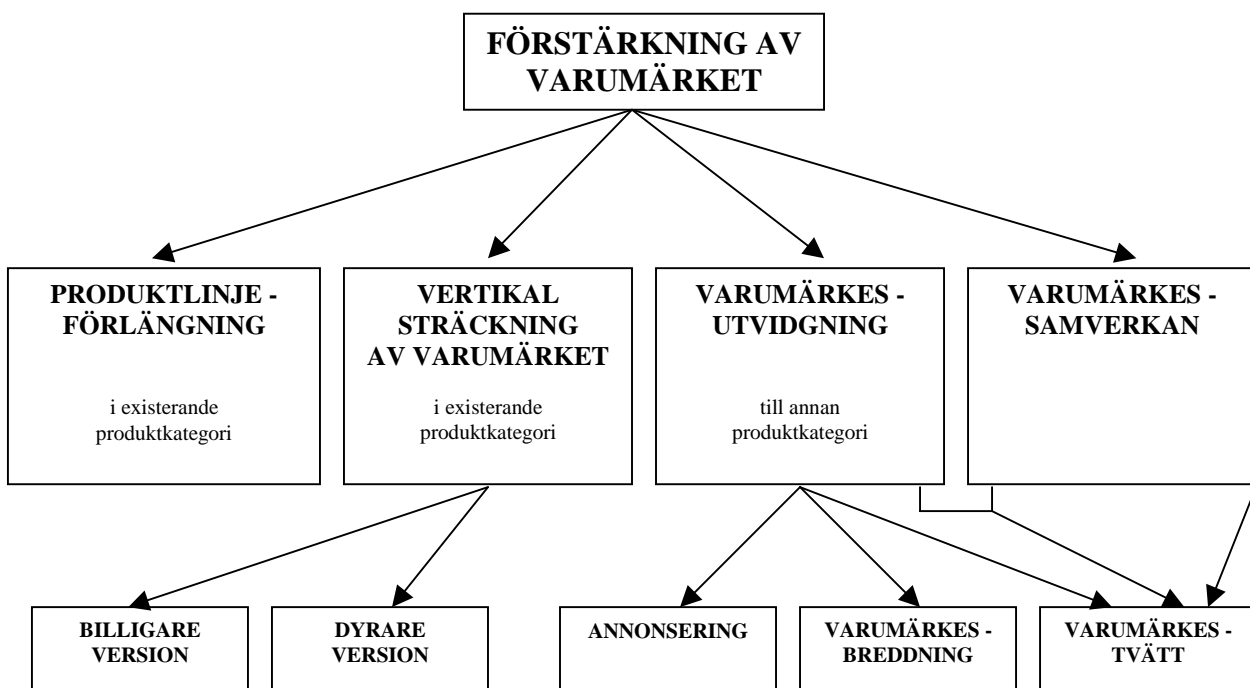 FÖRSTÄRKNING AV
VARUMÄRKET
PRODUKTLINJE -
FÖRLÄNGNING
i existerande
produktkategori
VERTIKAL
STRÄCKNING
AV VARUMÄRKET
i existerande
produktkategori
VARUMÄRKES -
UTVIDGNING
till annan
produktkategori
VARUMÄRKES -
SAMVERKAN
BILLIGARE
VERSION
DYRARE
VERSION
ANNONSERING
VARUMÄRKES -
BREDDNING
VARUMÄRKES -
TVÄTT